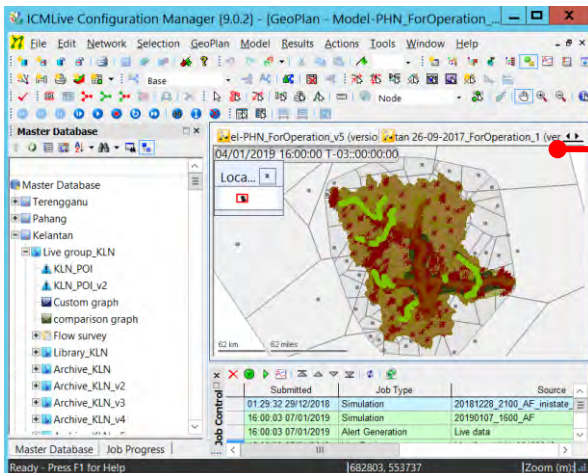 ICMLive Configuration Manager [9.0.2] - [GeoPlan - Model-PHN_ForOperation_...
File Edit Network Selection GeoPlan Model Results Actions Tools Window Help
Base
Node
Master Database
el-PHN_ForOperation_v5 (versio
tan 26-09-2017_ForOperation_1 (ver
04/01/2019 16:00:00 T-03::00:00:00
Loca...
Master Database
Terengganu
Pahang
Kelantan
Live group_KLN
KLN_POI
KLN_POI_v2
Custom graph
comparison graph
Flow survey
Library_KLN
Archive_KLN
Archive_KLN_v2
Archive_KLN_v3
Archive_KLN_v4
62 km 62 miles
Job Control
Submitted Job Type Source
01:29:32 29/12/2018 Simulation 20181228_2100_AF_inistate_
16:00:03 07/01/2019 Simulation 20190107_1600_AF
16:00:03 07/01/2019 Alert Generation Live data
Master Database Job Progress
Ready - Press F1 for Help 682803, 553737 Zoom (mt):